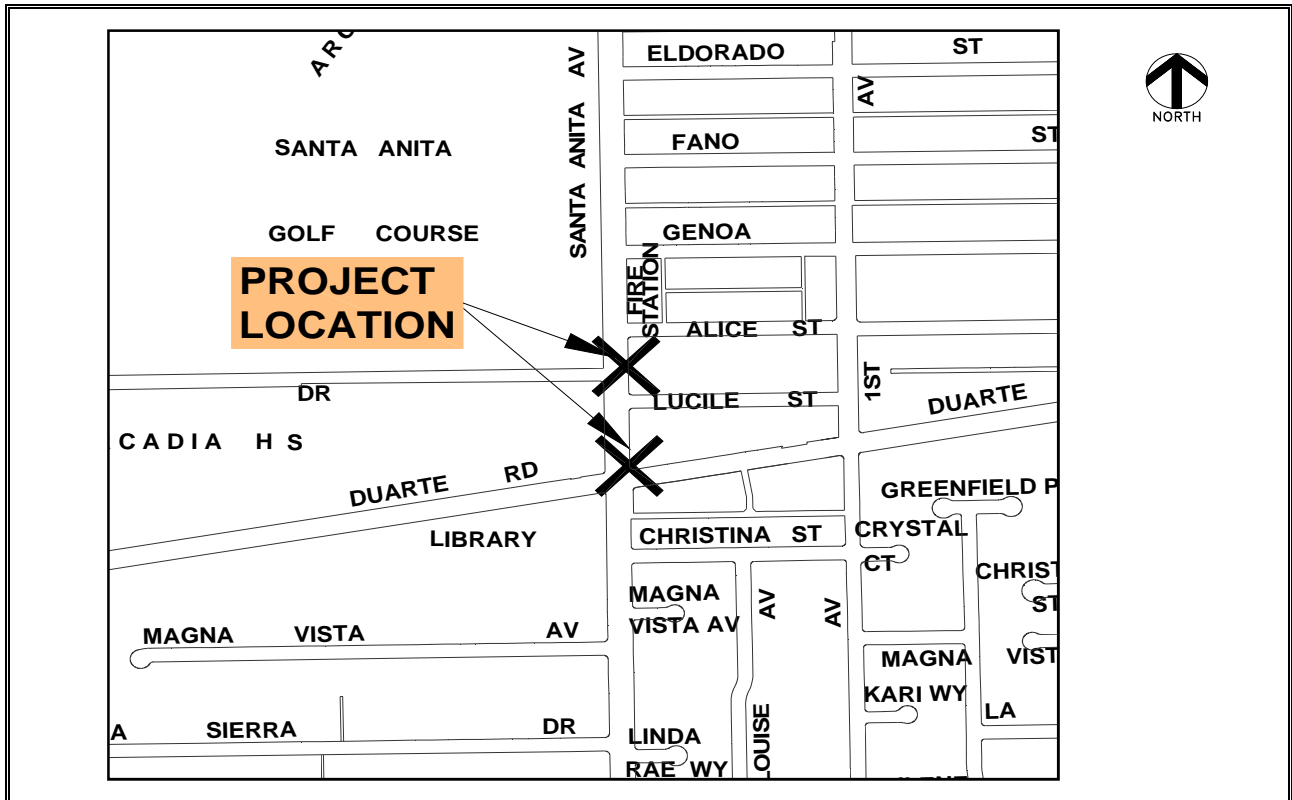 ARC
SANTA ANITA AV
ELDORADO ST
AV
NORTH
SANTA ANITA
FANO ST
GOLF COURSE
GENOA
PROJECT
LOCATION
FIRE
STATION
ALICE ST
DR
1ST
LUCILE ST
DUARTE
CADIA H S
DUARTE RD
LIBRARY
GREENFIELD P
CHRISTINA ST
CRYSTAL
CT
CHRIST
ST
MAGNA
VISTA AV
AV
AV
MAGNA VISTA AV
MAGNA VIST
KARI WY
LA
A SIERRA DR
LINDA
RAE WY
LOUISE